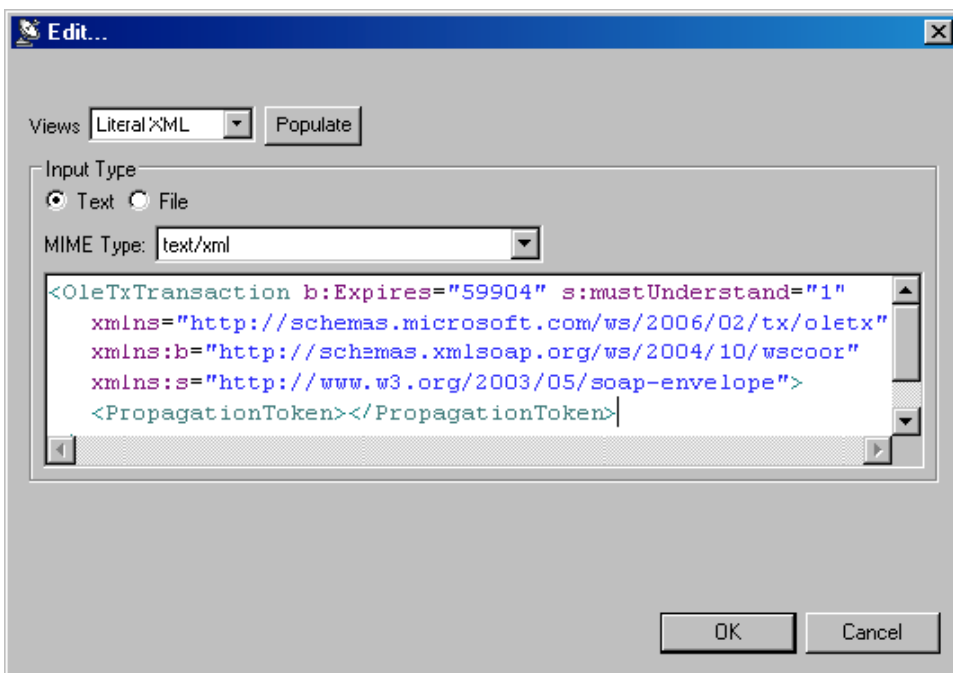 Edit...
Views Literal XML Populate
Input Type
Text File
MIME Type: text/xml
<OleTxTransaction b:Expires="59904" s:mustUnderstand="1"
xmlns="http://schemas.microsoft.com/ws/2006/02/tx/oletx"
xmlns:b="http://schemas.xmlsoap.org/ws/2004/10/wscoor"
xmlns:s="http://www.w3.org/2003/05/soap-envelope">
<PropagationToken></PropagationToken>
OK Cancel